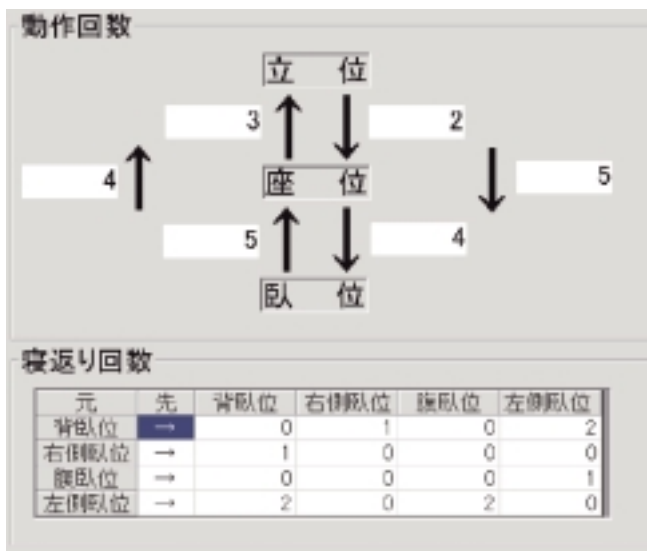 動作回数
立 位
3 2
4 座 位 5
5 4
臥 位
寝返り回数
元 先 背臥位 右側臥位 腹臥位 左側臥位
背臥位 → 0 1 0 2
右側臥位 → 1 0 0 0
腹臥位 → 0 0 0 1
左側臥位 → 2 0 2 0